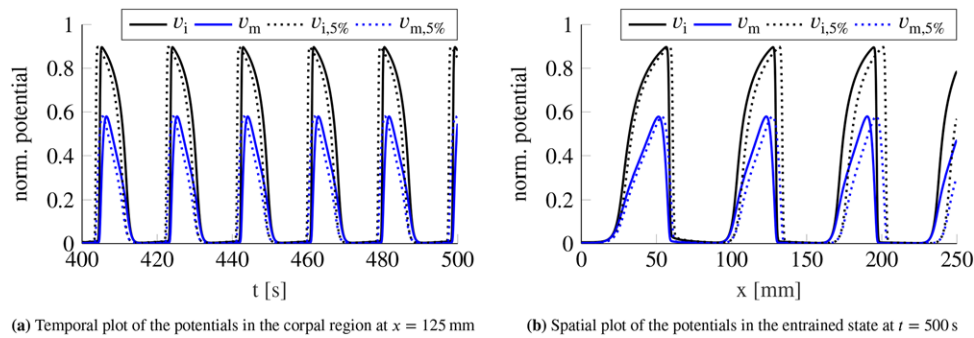 v_i v_m v_i,5% v_m,5%
1
0.8
0.6
0.4
0.2
0
norm. potential
400 420 440 460 480 500
t [s]
(a) Temporal plot of the potentials in the corpal region at x = 125 mm
v_i v_m v_i,5% v_m,5%
1
0.8
0.6
0.4
0.2
0
norm. potential
0 50 100 150 200 250
x [mm]
(b) Spatial plot of the potentials in the entrained state at t = 500 s